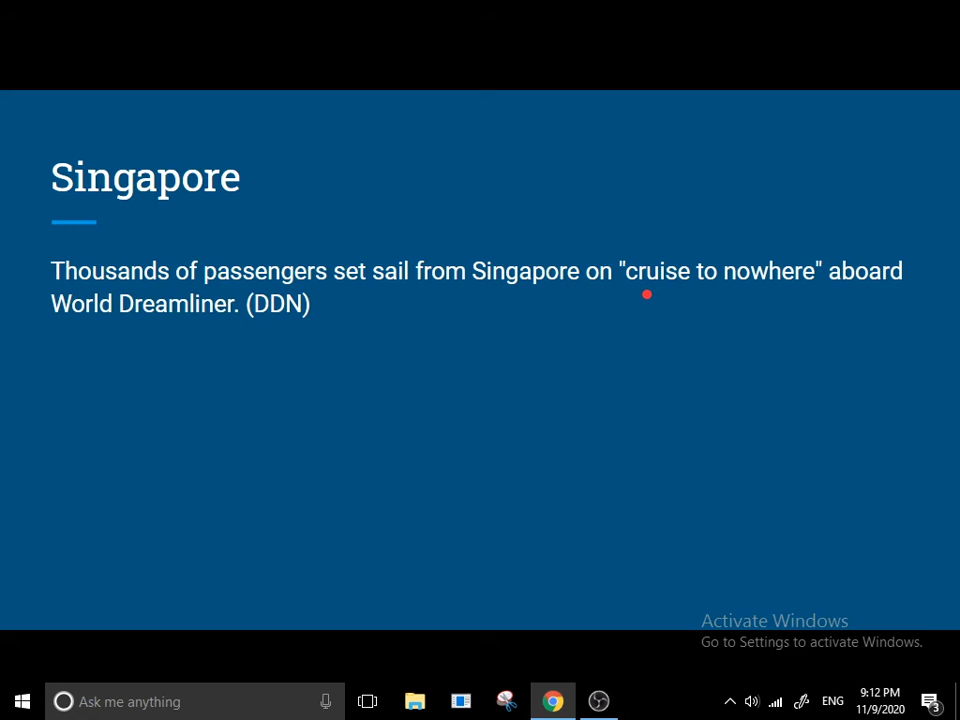 Singapore
Thousands of passengers set sail from Singapore on "cruise to nowhere" aboard
World Dreamliner. (DDN)
Activate Windows
Go to Settings to activate Windows.
Ask me anything
ENG
9:12 PM
11/9/2020
3